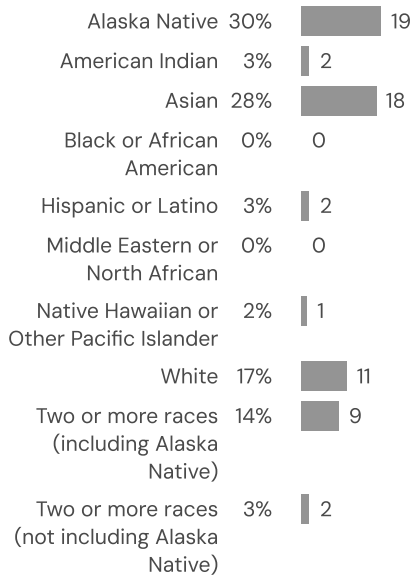 Alaska Native 30% 19
American Indian 3% 2
Asian 28% 18
Black or African 0% 0
American
Hispanic or Latino 3% 2
Middle Eastern or 0% 0
North African
Native Hawaiian or 2% 1
Other Pacific Islander
White 17% 11
Two or more races 14% 9
(including Alaska
Native)
Two or more races 3% 2
(not including Alaska
Native)